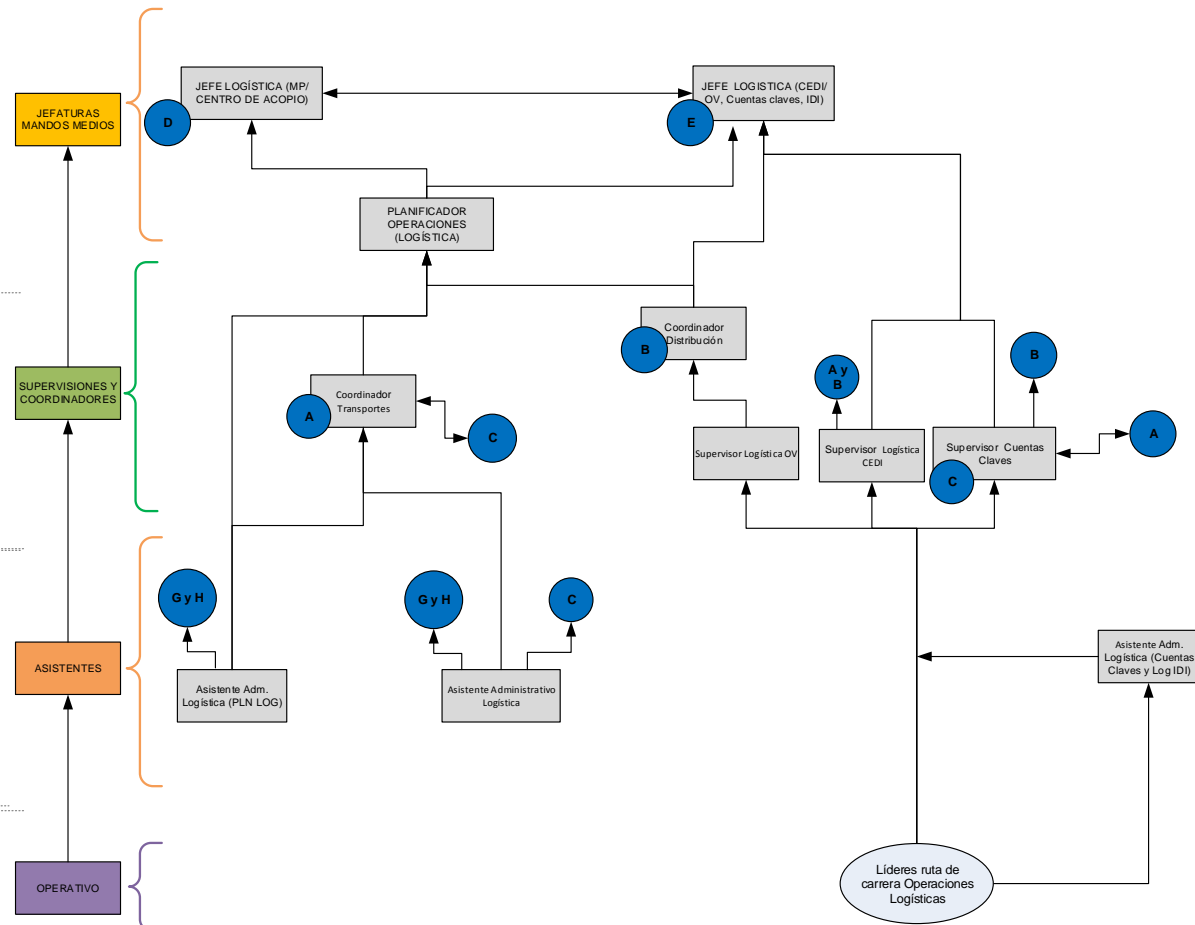 JEFE LOGÍSTICA (MP/
CENTRO DE ACOPIO)
JEFE LOGISTICA (CEDI/
OV, Cuentas claves, IDI)
D
E
JEFATURAS
MANDOS MEDIOS
PLANIFICADOR
OPERACIONES
(LOGÍSTICA)
Coordinador
Distribución
B
B
A y
B
SUPERVISIONES Y
COORDINADORES
Coordinador
Transportes
A
C
Supervisor Logística OV
Supervisor Logística
CEDI
Supervisor Cuentas
Claves
C
A
G y H
G y H
C
ASISTENTES
Asistente Adm.
Logística (PLN LOG)
Asistente Administrativo
Logística
Asistente Adm.
Logística (Cuentas
Claves y Log IDI)
OPERATIVO
Líderes ruta de
carrera Operaciones
Logísticas